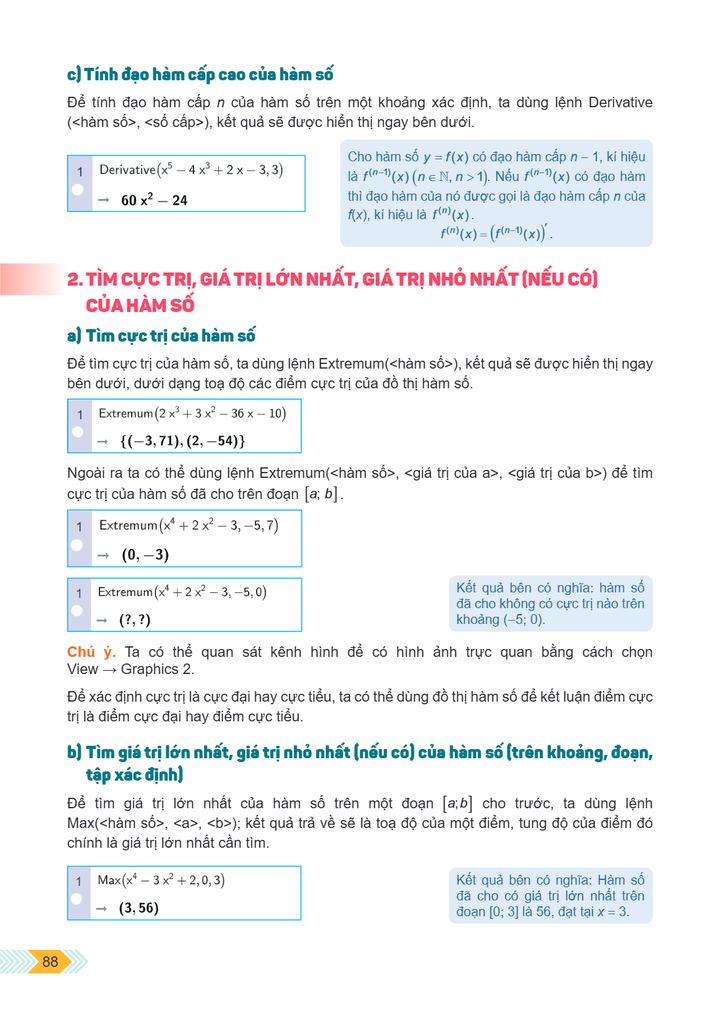 c) Tính đạo hàm cấp cao của hàm số
Để tính đạo hàm cấp n của hàm số trên một khoảng xác định, ta dùng lệnh Derivative
(<hàm số>, <số cấp>), kết quả sẽ được hiển thị ngay bên dưới.
1 Derivative(x⁵ − 4 x³ + 2 x − 3, 3)
→ 60 x² − 24
Cho hàm số y = f(x) có đạo hàm cấp n − 1, kí hiệu
là f⁽ⁿ⁻¹⁾(x) (n ∈ ℕ, n > 1). Nếu f⁽ⁿ⁻¹⁾(x) có đạo hàm
thì đạo hàm của nó được gọi là đạo hàm cấp n của
f(x), kí hiệu là f⁽ⁿ⁾(x).
f⁽ⁿ⁾(x) = (f⁽ⁿ⁻¹⁾(x))′.
2. TÌM CỰC TRỊ, GIÁ TRỊ LỚN NHẤT, GIÁ TRỊ NHỎ NHẤT (NẾU CÓ)
CỦA HÀM SỐ
a) Tìm cực trị của hàm số
Để tìm cực trị của hàm số, ta dùng lệnh Extremum(<hàm số>), kết quả sẽ được hiển thị ngay
bên dưới, dưới dạng toạ độ các điểm cực trị của đồ thị hàm số.
1 Extremum(2 x³ + 3 x² − 36 x − 10)
→ {(−3, 71), (2, −54)}
Ngoài ra ta có thể dùng lệnh Extremum(<hàm số>, <giá trị của a>, <giá trị của b>) để tìm
cực trị của hàm số đã cho trên đoạn [a; b].
1 Extremum(x⁴ + 2 x² − 3, −5, 7)
→ (0, −3)
1 Extremum(x⁴ + 2 x² − 3, −5, 0)
→ (?, ?)
Kết quả bên có nghĩa: hàm số
đã cho không có cực trị nào trên
khoảng (−5; 0).
Chú ý. Ta có thể quan sát kênh hình để có hình ảnh trực quan bằng cách chọn
View → Graphics 2.
Để xác định cực trị là cực đại hay cực tiểu, ta có thể dùng đồ thị hàm số để kết luận điểm cực
trị là điểm cực đại hay điểm cực tiểu.
b) Tìm giá trị lớn nhất, giá trị nhỏ nhất (nếu có) của hàm số (trên khoảng, đoạn,
tập xác định)
Để tìm giá trị lớn nhất của hàm số trên một đoạn [a;b] cho trước, ta dùng lệnh
Max(<hàm số>, <a>, <b>); kết quả trả về sẽ là toạ độ của một điểm, tung độ của điểm đó
chính là giá trị lớn nhất cần tìm.
1 Max(x⁴ − 3 x² + 2, 0, 3)
→ (3, 56)
Kết quả bên có nghĩa: Hàm số
đã cho có giá trị lớn nhất trên
đoạn [0; 3] là 56, đạt tại x = 3.
88